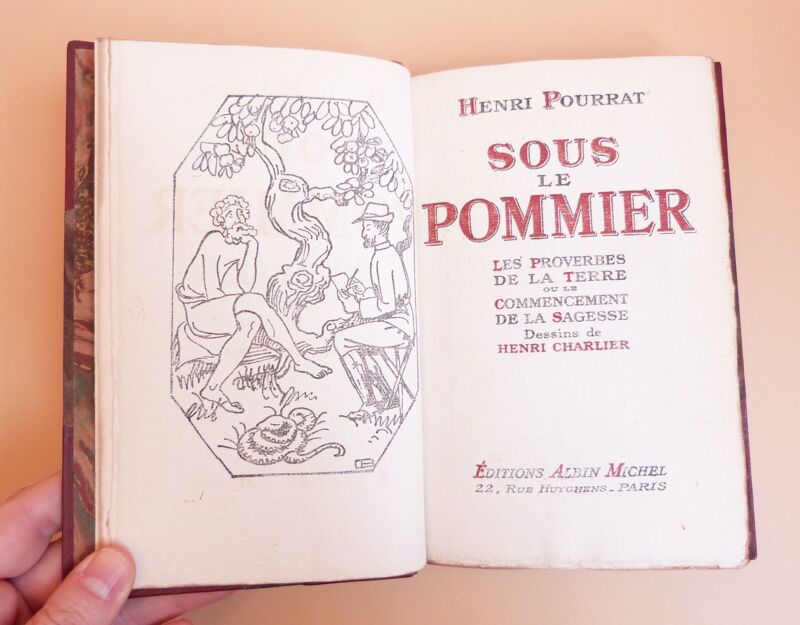 HENRI POURRAT
SOUS
LE
POMMIER
LES PROVERBES
DE LA TERRE
OU LE
COMMENCEMENT
DE LA SAGESSE
Dessins de
HENRI CHARLIER
ÉDITIONS ALBIN MICHEL
22, RUE HUYGHENS - PARIS